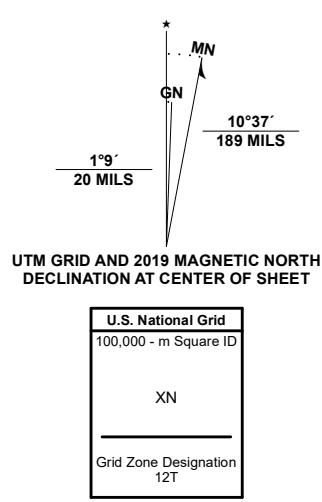 ★
MN
GN
10°37´
189 MILS
1°9´
20 MILS
UTM GRID AND 2019 MAGNETIC NORTH
DECLINATION AT CENTER OF SHEET
U.S. National Grid
100,000 - m Square ID
XN
Grid Zone Designation
12T